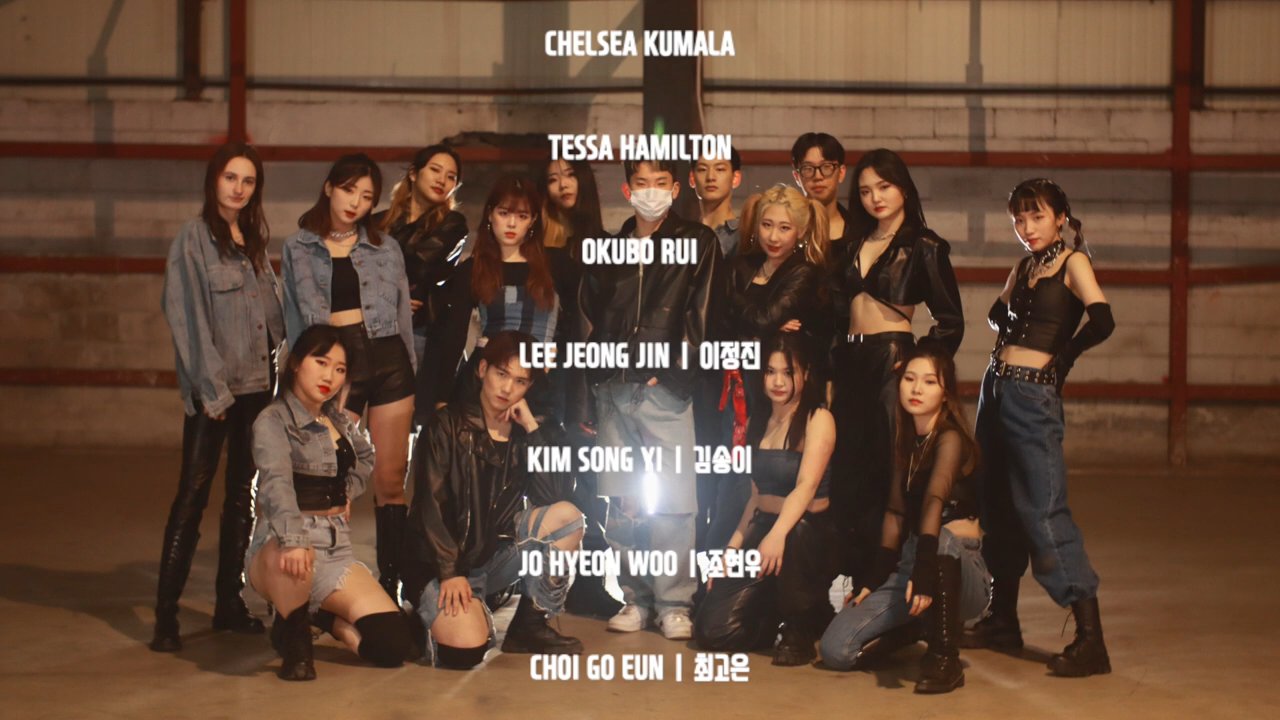 CHELSEA KUMALA
TESSA HAMILTON
OKUBO RUI
LEE JEONG JIN | 이정진
KIM SONG YI | 김송이
JO HYEON WOO | 조현우
CHOI GO EUN | 최고은